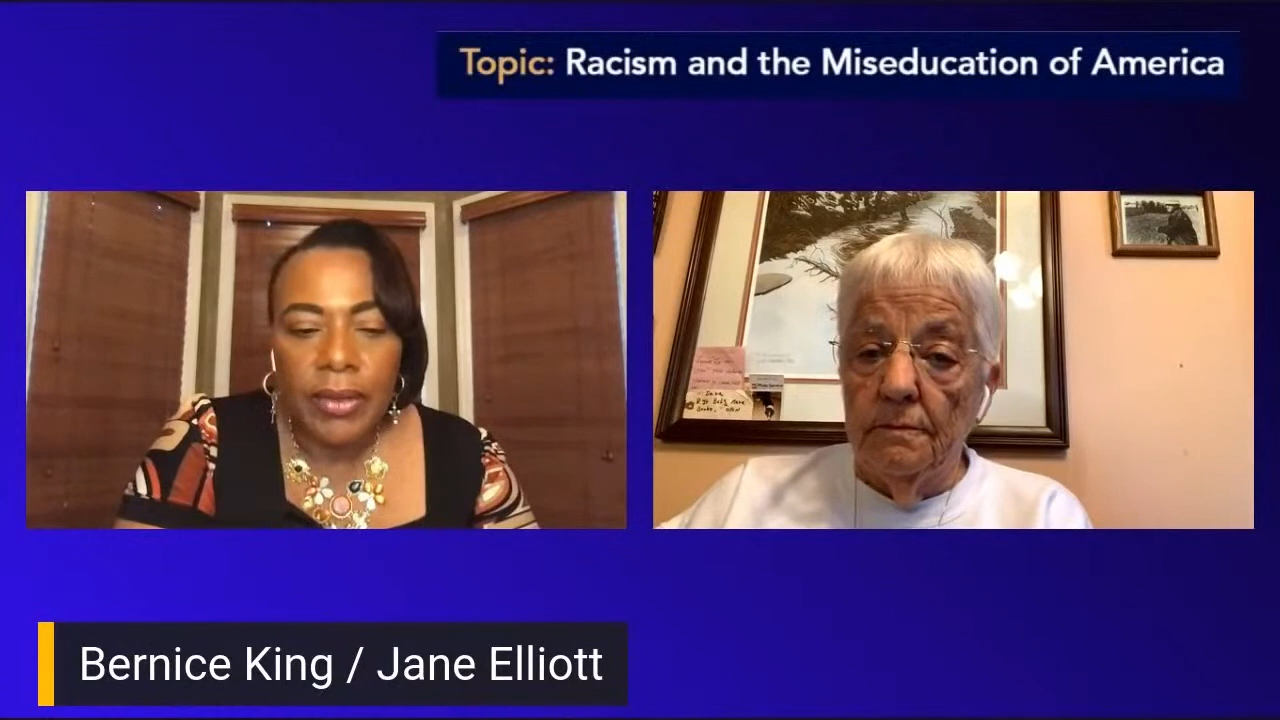 Topic: Racism and the Miseducation of America
Bernice King / Jane Elliott